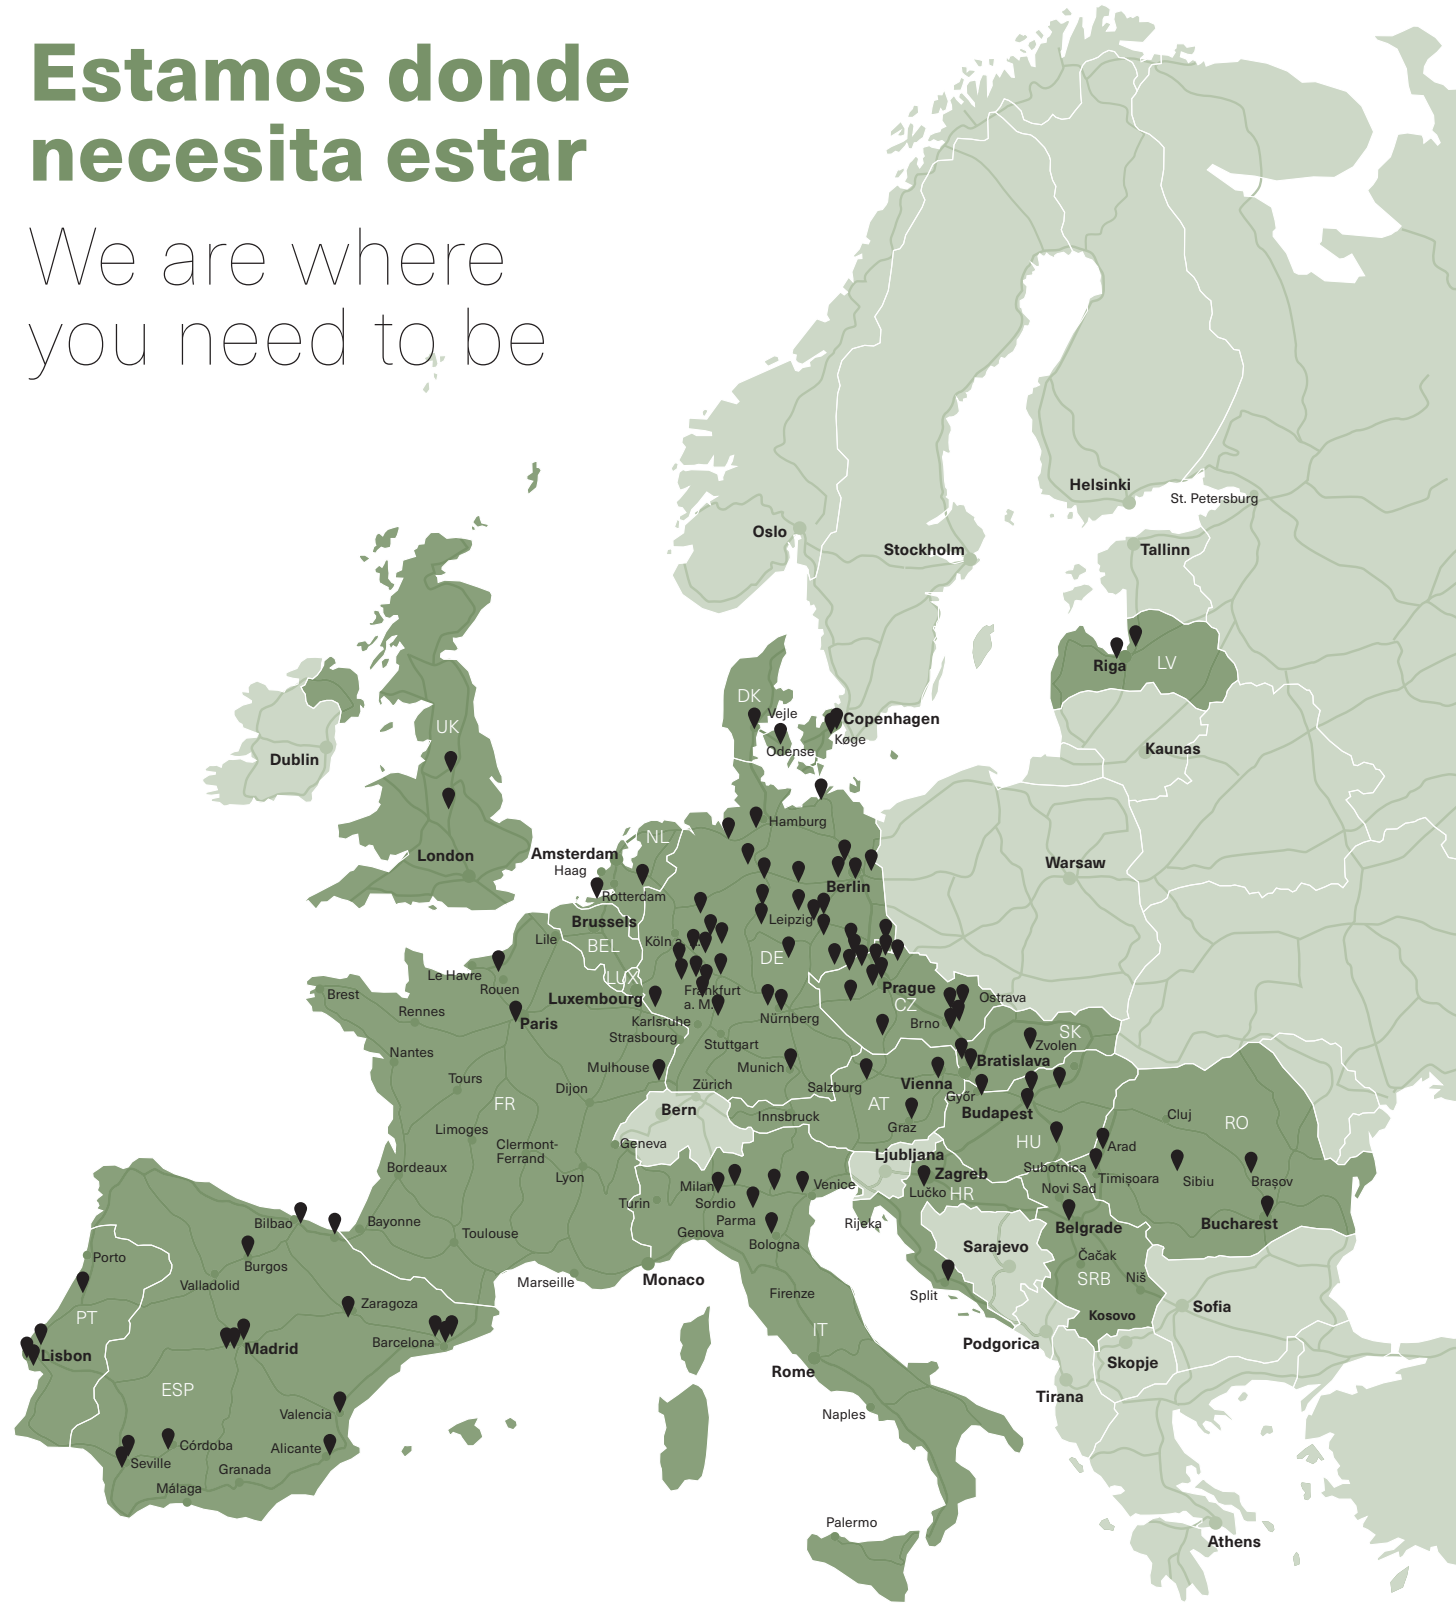 Estamos donde
necesita estar
We are where
you need to be
Helsinki
St. Petersburg
Oslo
Stockholm
Tallinn
Riga
LV
DK
Vejle
Copenhagen
Køge
Odense
UK
Dublin
Kaunas
Hamburg
NL
London
Amsterdam
Haag
Warsaw
Berlin
Rotterdam
Brussels
Leipzig
Lile
BEL
Köln a.
DE
Le Havre
LUX
Rouen
Luxembourg
Frankfurt
a. M.
Prague
Ostrava
Brest
CZ
Rennes
Paris
Karlsruhe
Nürnberg
Brno
SK
Strasbourg
Stuttgart
Zvolen
Nantes
Mulhouse
Munich
Bratislava
Tours
Dijon
Zürich
Salzburg
Vienna
Győr
FR
Bern
Innsbruck
AT
Budapest
Cluj
RO
Limoges
Graz
Clermont-
Ferrand
Geneva
HU
Arad
Ljubljana
Bordeaux
Lyon
Milan
Venice
Zagreb
Subotnica
Timișoara
Sibiu
Brașov
Turin
Sordio
Lučko
HR
Novi Sad
Bilbao
Bayonne
Parma
Rijeka
Belgrade
Bucharest
Toulouse
Genova
Bologna
Porto
Burgos
Sarajevo
Čačak
Valladolid
Marseille
Monaco
SRB
Niš
Zaragoza
Firenze
Split
Sofia
PT
Kosovo
Barcelona
IT
Podgorica
Lisbon
Madrid
Rome
Skopje
ESP
Tirana
Valencia
Naples
Córdoba
Alicante
Seville
Granada
Málaga
Palermo
Athens